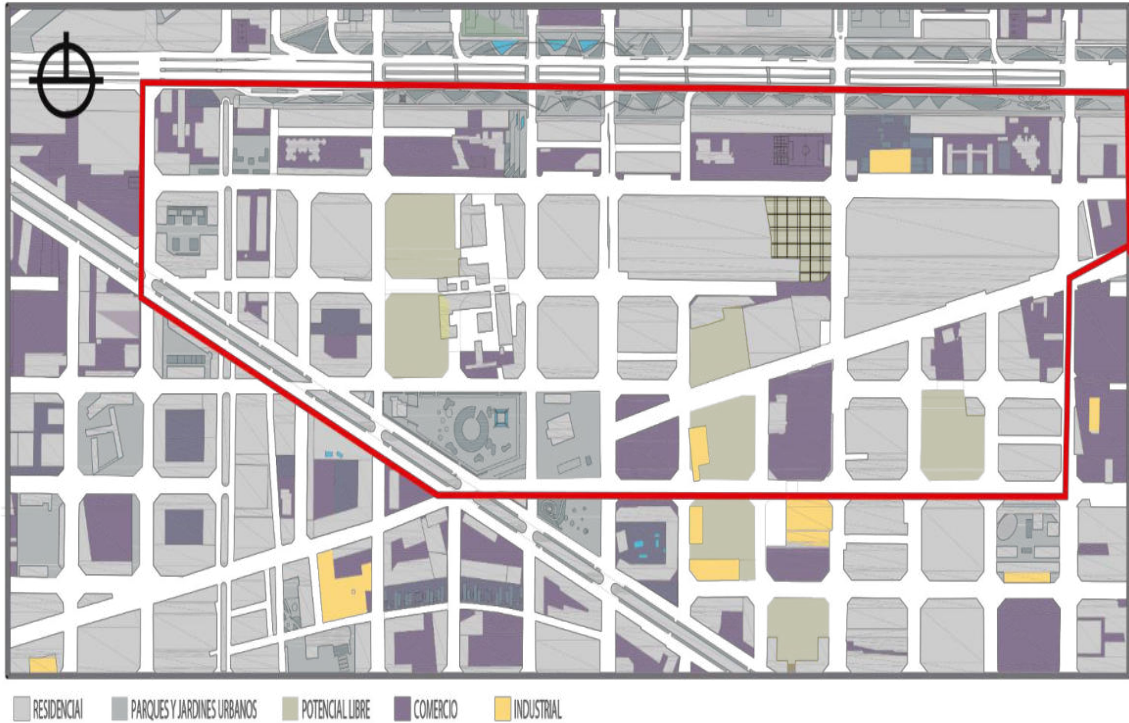 RESIDENCIAL
PARQUES Y JARDINES URBANOS
POTENCIAL LIBRE
COMERCIO
INDUSTRIAL